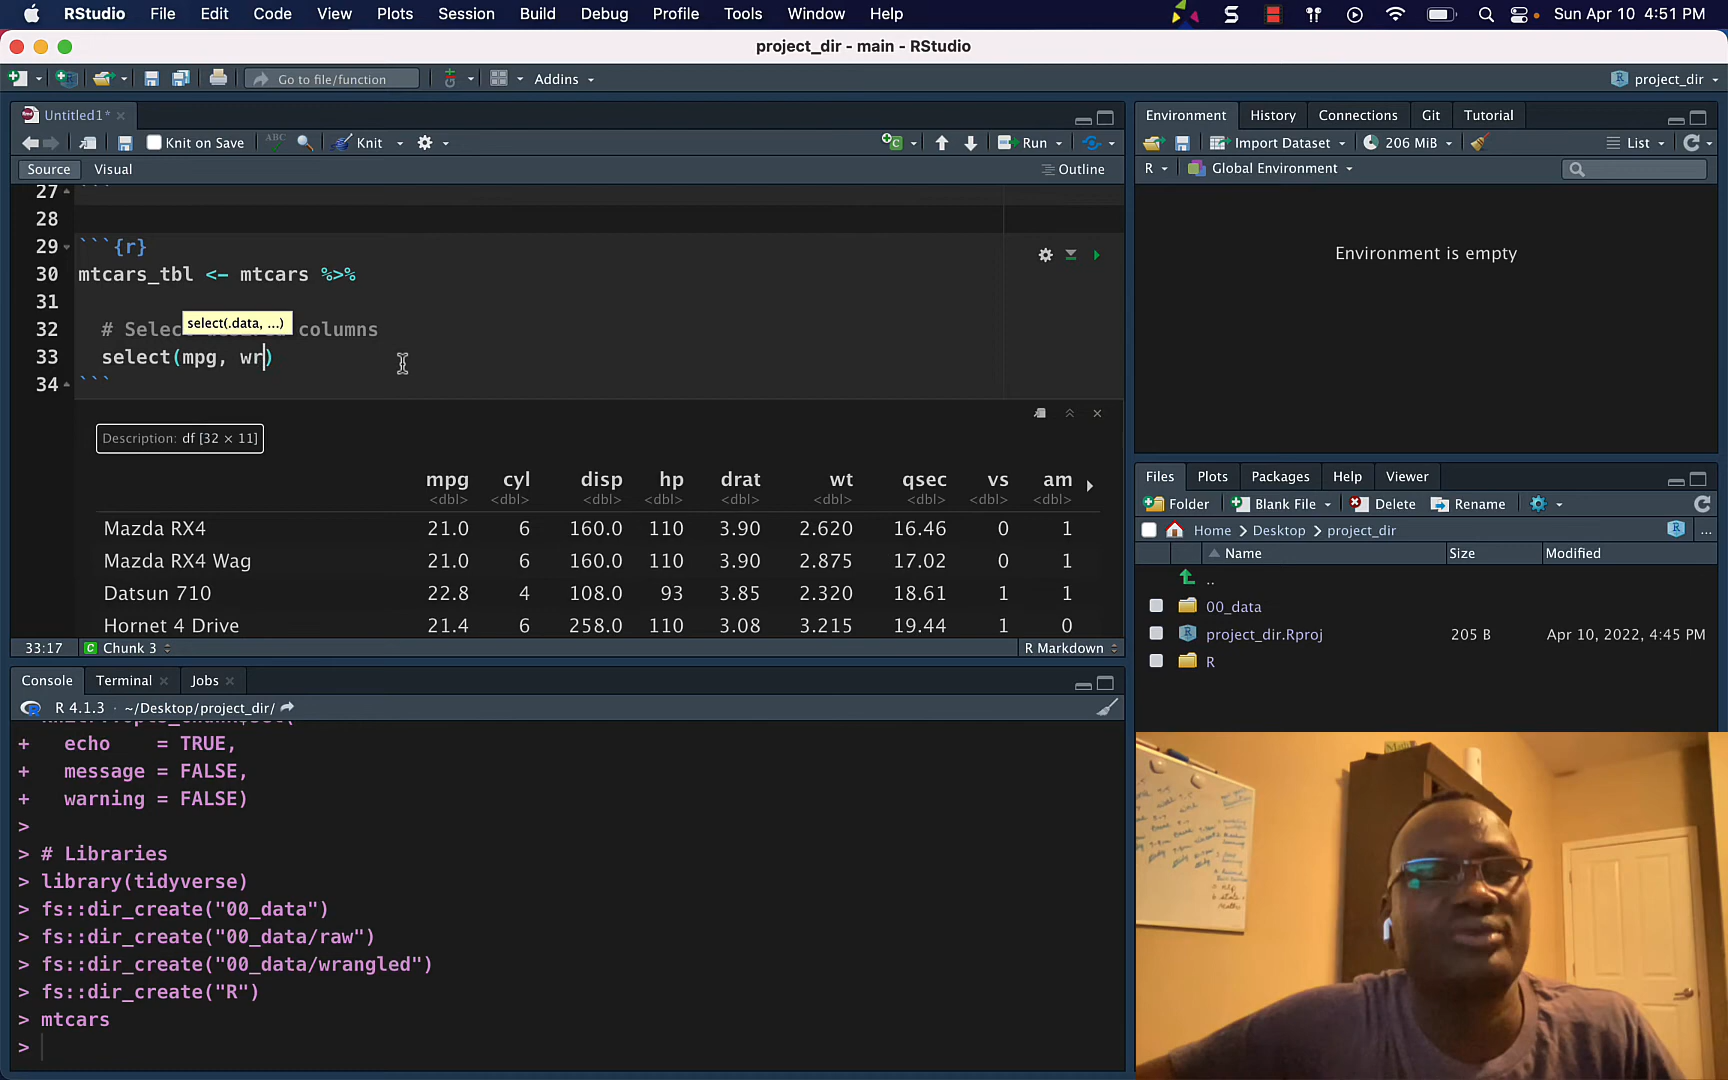 RStudio File Edit Code View Plots Session Build Debug Profile Tools Window Help Sun Apr 10 4:51 PM
project_dir - main - RStudio
Go to file/function Addins project_dir
Untitled1*
Knit on Save ABC Knit Run
Source Visual Outline
27 ```
28
29 ```{r}
30 mtcars_tbl <- mtcars %>%
31
select(.data, ...)
32 # Selec columns
33 select(mpg, wr)
34 ```
Description: df [32 × 11]
mpg cyl disp hp drat wt qsec vs am
<dbl> <dbl> <dbl> <dbl> <dbl> <dbl> <dbl> <dbl> <dbl>
Mazda RX4 21.0 6 160.0 110 3.90 2.620 16.46 0 1
Mazda RX4 Wag 21.0 6 160.0 110 3.90 2.875 17.02 0 1
Datsun 710 22.8 4 108.0 93 3.85 2.320 18.61 1 1
Hornet 4 Drive 21.4 6 258.0 110 3.08 3.215 19.44 1 0
33:17 Chunk 3 R Markdown
Console Terminal Jobs
R 4.1.3 · ~/Desktop/project_dir/
+ echo = TRUE,
+ message = FALSE,
+ warning = FALSE)
>
> # Libraries
> library(tidyverse)
> fs::dir_create("00_data")
> fs::dir_create("00_data/raw")
> fs::dir_create("00_data/wrangled")
> fs::dir_create("R")
> mtcars
>
Environment History Connections Git Tutorial
Import Dataset 206 MiB List
R Global Environment
Environment is empty
Files Plots Packages Help Viewer
Folder Blank File Delete Rename
Home Desktop project_dir ...
Name Size Modified
..
00_data
project_dir.Rproj 205 B Apr 10, 2022, 4:45 PM
R